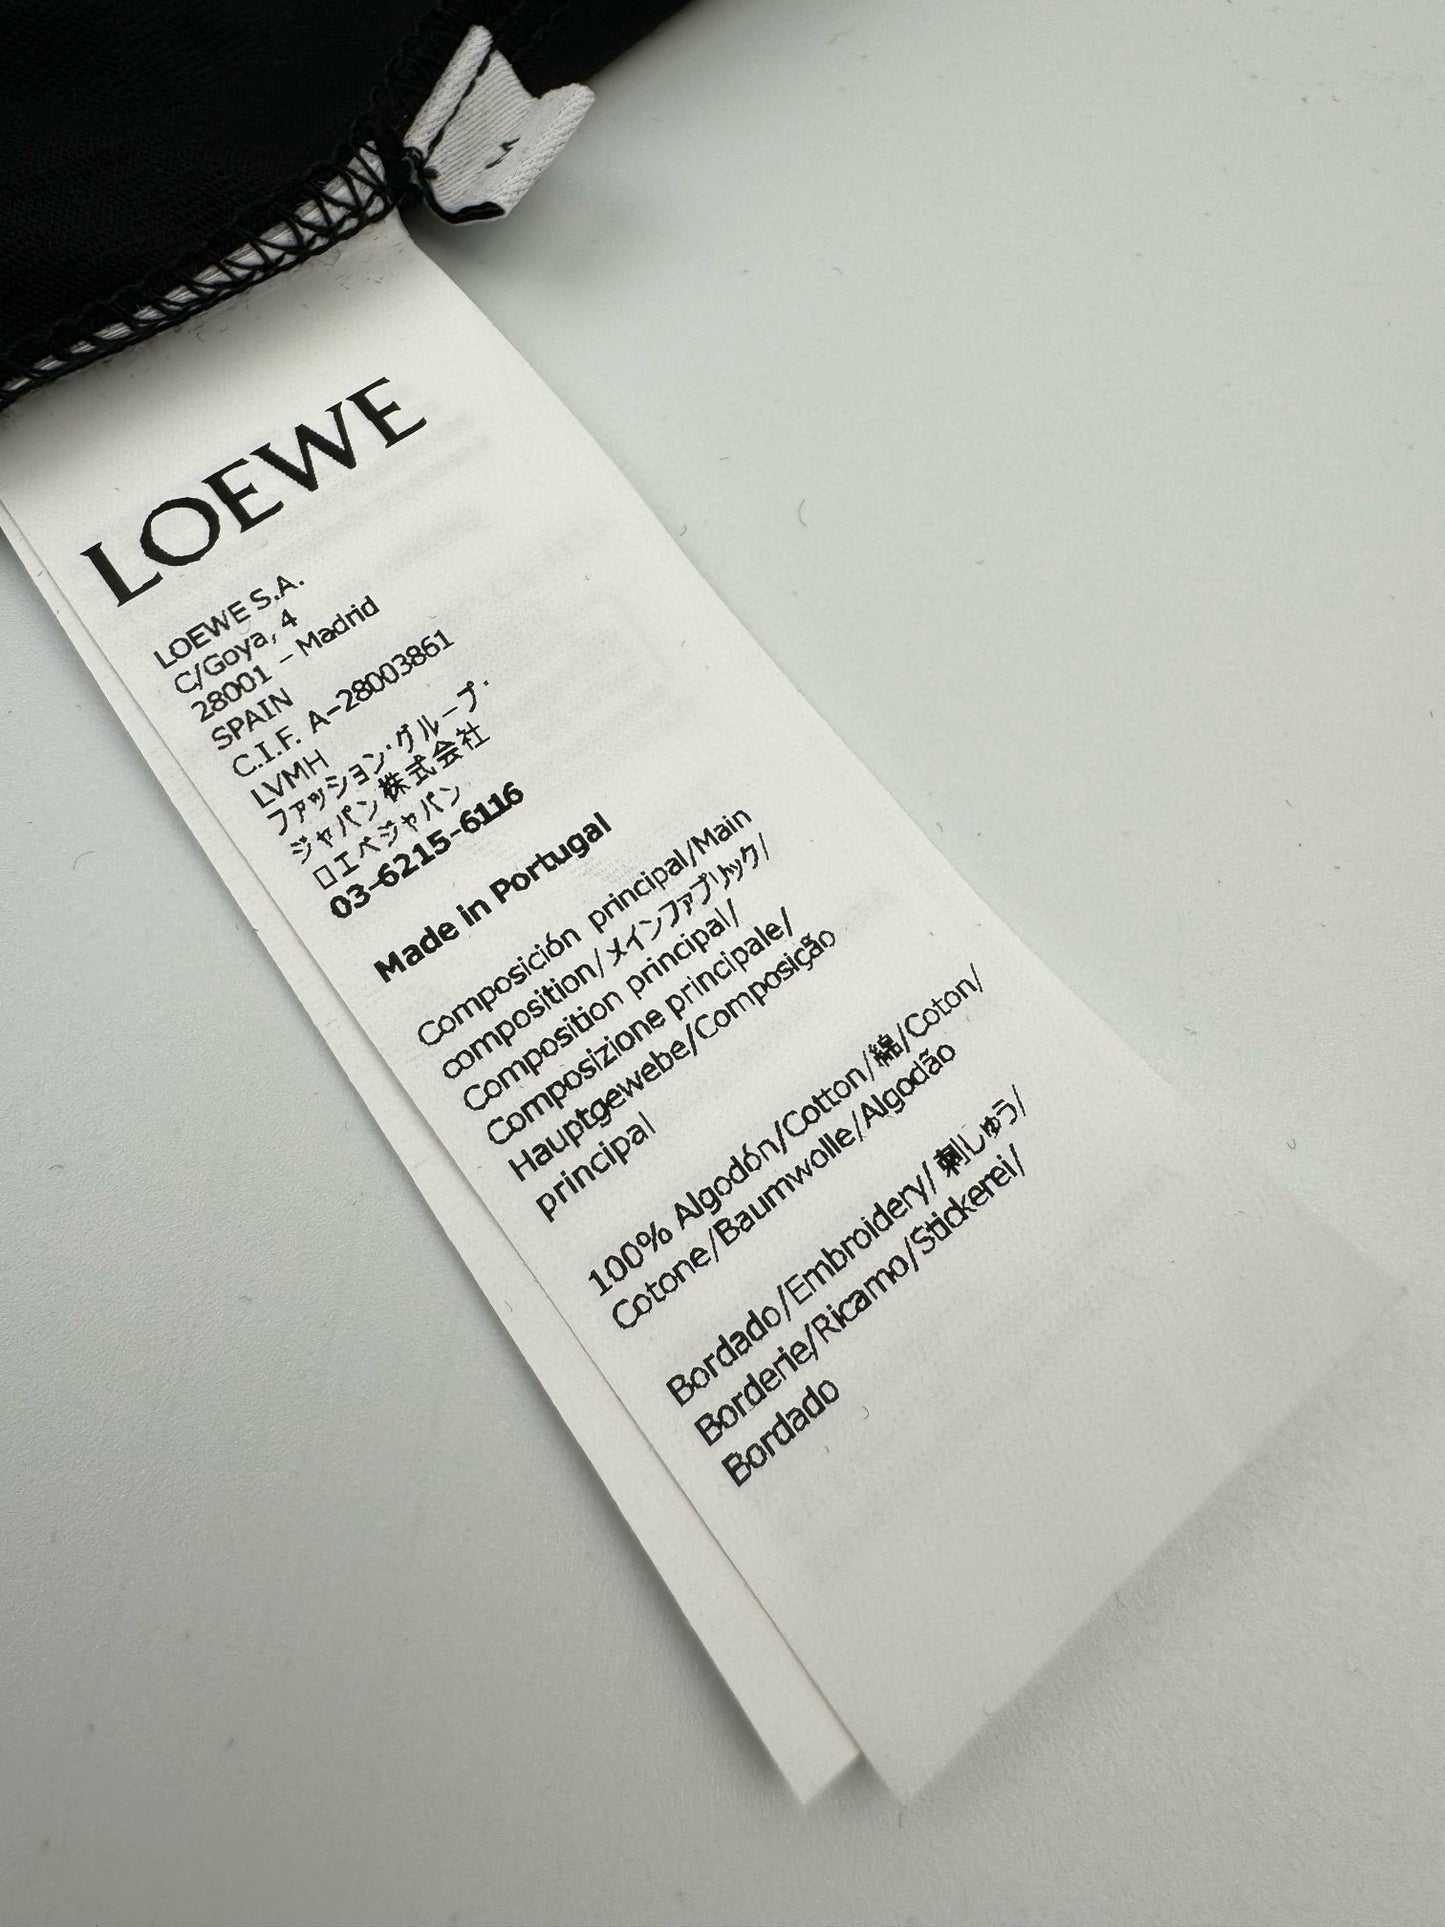 LOEWE
LOEWE S.A.
C/Goya, 4
28001 - Madrid
SPAIN
C.I.F. A-28003861
LVMH
ファッション・グループ・
ジャパン株式会社
ロエベジャパン
03-6215-6116
Made in Portugal
Composición principal/Main
composition/メインファブリック/
Composition principal/
Composizione principale/
Hauptgewebe/Composição
principal
100% Algodón/Cotton/綿/Coton/
Cotone/Baumwolle/Algodão
Bordado/Embroidery/刺しゅう/
Borderie/Ricamo/Stickerei/
Bordado